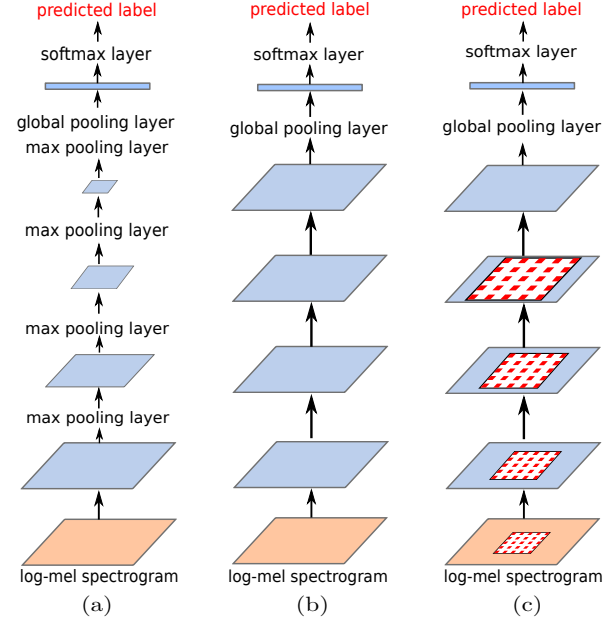 predicted label
softmax layer
global pooling layer
max pooling layer
max pooling layer
max pooling layer
max pooling layer
log-mel spectrogram
(a)
predicted label
softmax layer
global pooling layer
log-mel spectrogram
(b)
predicted label
softmax layer
global pooling layer
log-mel spectrogram
(c)